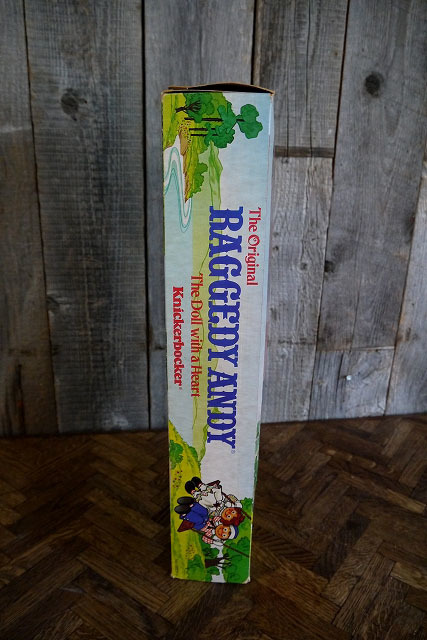 The Original
RAGGEDY ANDY®
The Doll with a Heart
Knickerbocker®